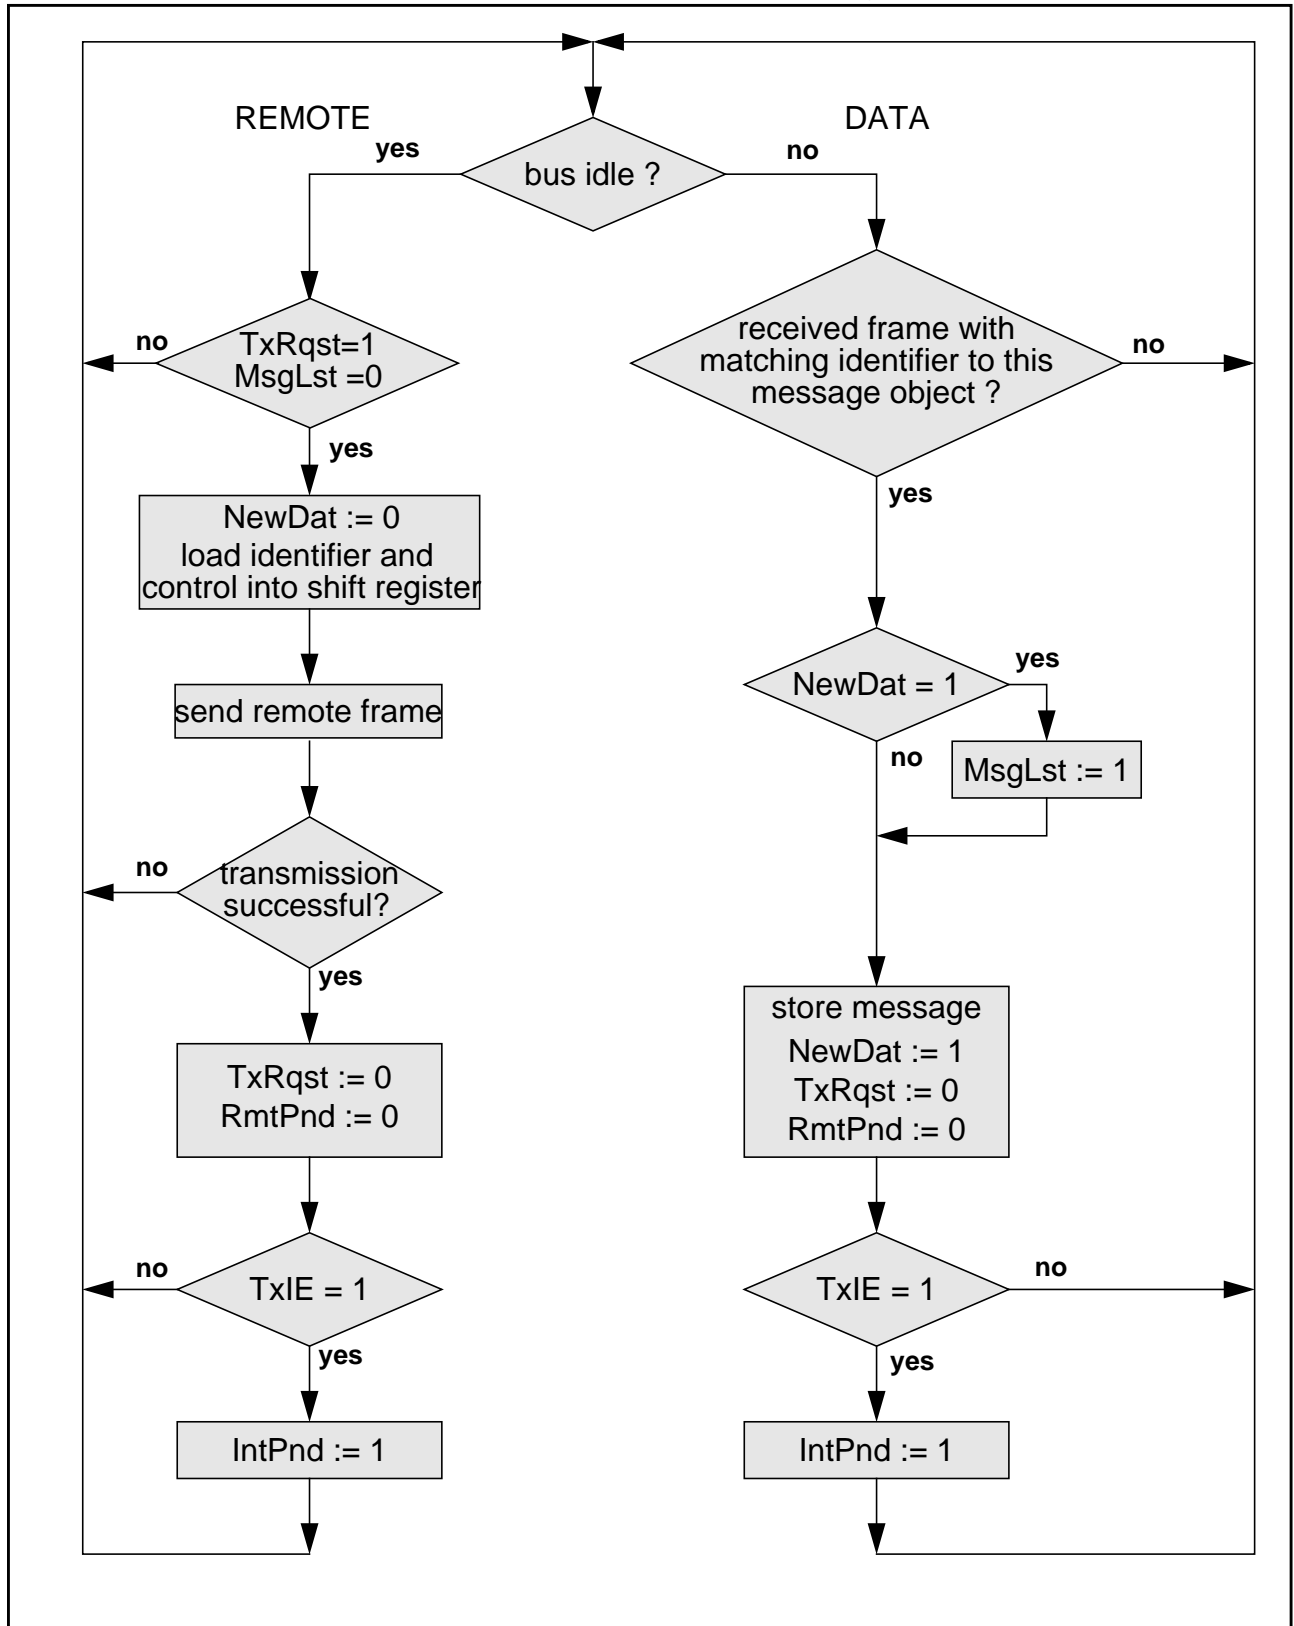 REMOTE
DATA
yes
bus idle ?
no
no
TxRqst=1
MsgLst =0
yes
received frame with
matching identifier to this
message object ?
no
yes
NewDat := 0
load identifier and
control into shift register
send remote frame
NewDat = 1
yes
no
MsgLst := 1
no
transmission
successful?
yes
store message
NewDat := 1
TxRqst := 0
RmtPnd := 0
TxRqst := 0
RmtPnd := 0
no
TxIE = 1
yes
TxIE = 1
no
yes
IntPnd := 1
IntPnd := 1